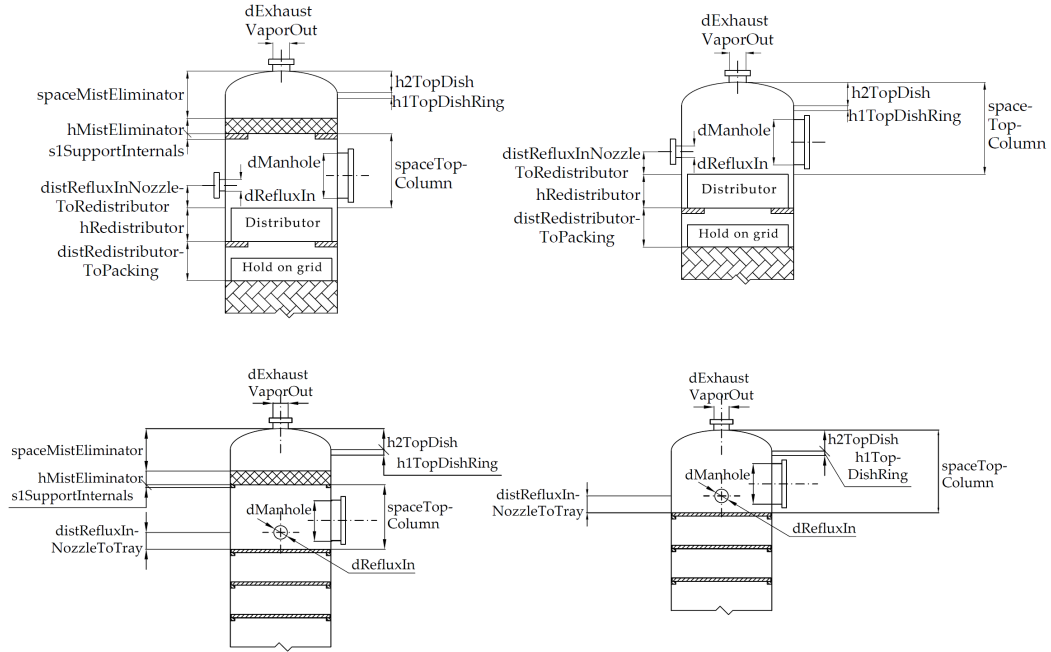 dExhaust
VaporOut
h2TopDish
spaceMistEliminator
h1TopDishRing
hMistEliminator
s1SupportInternals
dManhole
spaceTop-
Column
distRefluxInNozzle-
ToRedistributor
dRefluxIn
hRedistributor
Distributor
distRedistributor-
ToPacking
Hold on grid
dExhaust
VaporOut
h2TopDish
h1TopDishRing
space-
Top-
Column
dManhole
distRefluxInNozzle
ToRedistributor
dRefluxIn
Distributor
hRedistributor
distRedistributor-
ToPacking
Hold on grid
dExhaust
VaporOut
h2TopDish
spaceMistEliminator
h1TopDishRing
hMistEliminator
s1SupportInternals
dManhole
spaceTop-
Column
distRefluxIn-
NozzleToTray
dRefluxIn
dExhaust
VaporOut
h2TopDish
h1Top-
DishRing
spaceTop-
Column
dManhole
distRefluxIn-
NozzleToTray
dRefluxIn